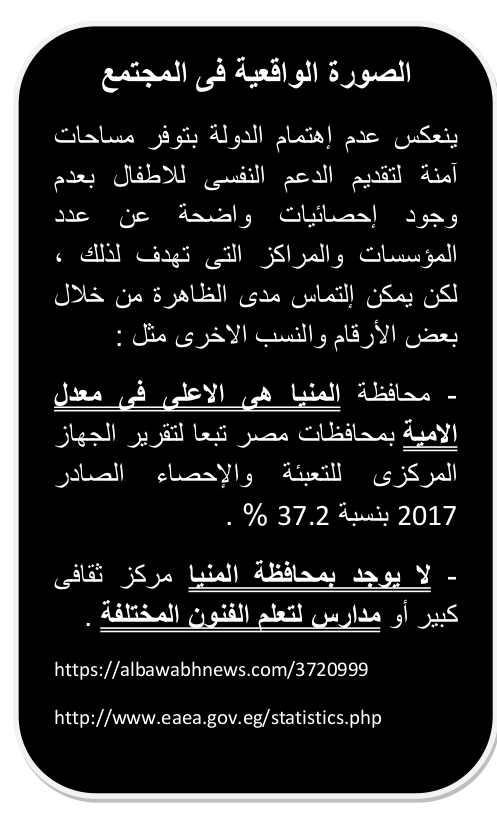 الصورة الواقعية فى المجتمع
ينعكس عدم إهتمام الدولة بتوفر مساحات
آمنة لتقديم الدعم النفسى للاطفال بعدم
وجود إحصائيات واضحة عن عدد
المؤسسات والمراكز التى تهدف لذلك ،
لكن يمكن إلتماس مدى الظاهرة من خلال
بعض الأرقام والنسب الاخرى مثل :
- محافظة المنيا هى الاعلى فى معدل
الامية بمحافظات مصر تبعا لتقرير الجهاز
المركزى للتعبئة والإحصاء الصادر
2017 بنسبة 37.2 % .
- لا يوجد بمحافظة المنيا مركز ثقافى
كبير أو مدارس لتعلم الفنون المختلفة .
https://albawabhnews.com/3720999
http://www.eaea.gov.eg/statistics.php